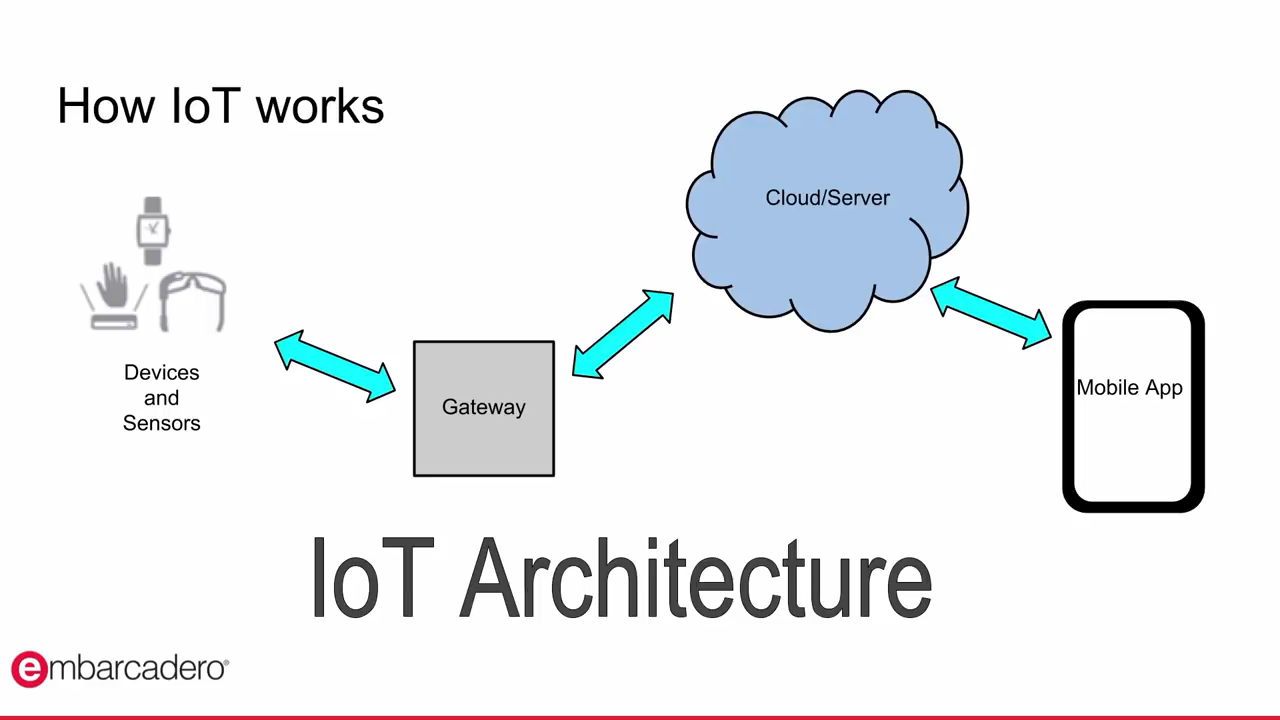 How IoT works
Cloud/Server
Devices
and
Sensors
Gateway
Mobile App
IoT Architecture
embarcadero®